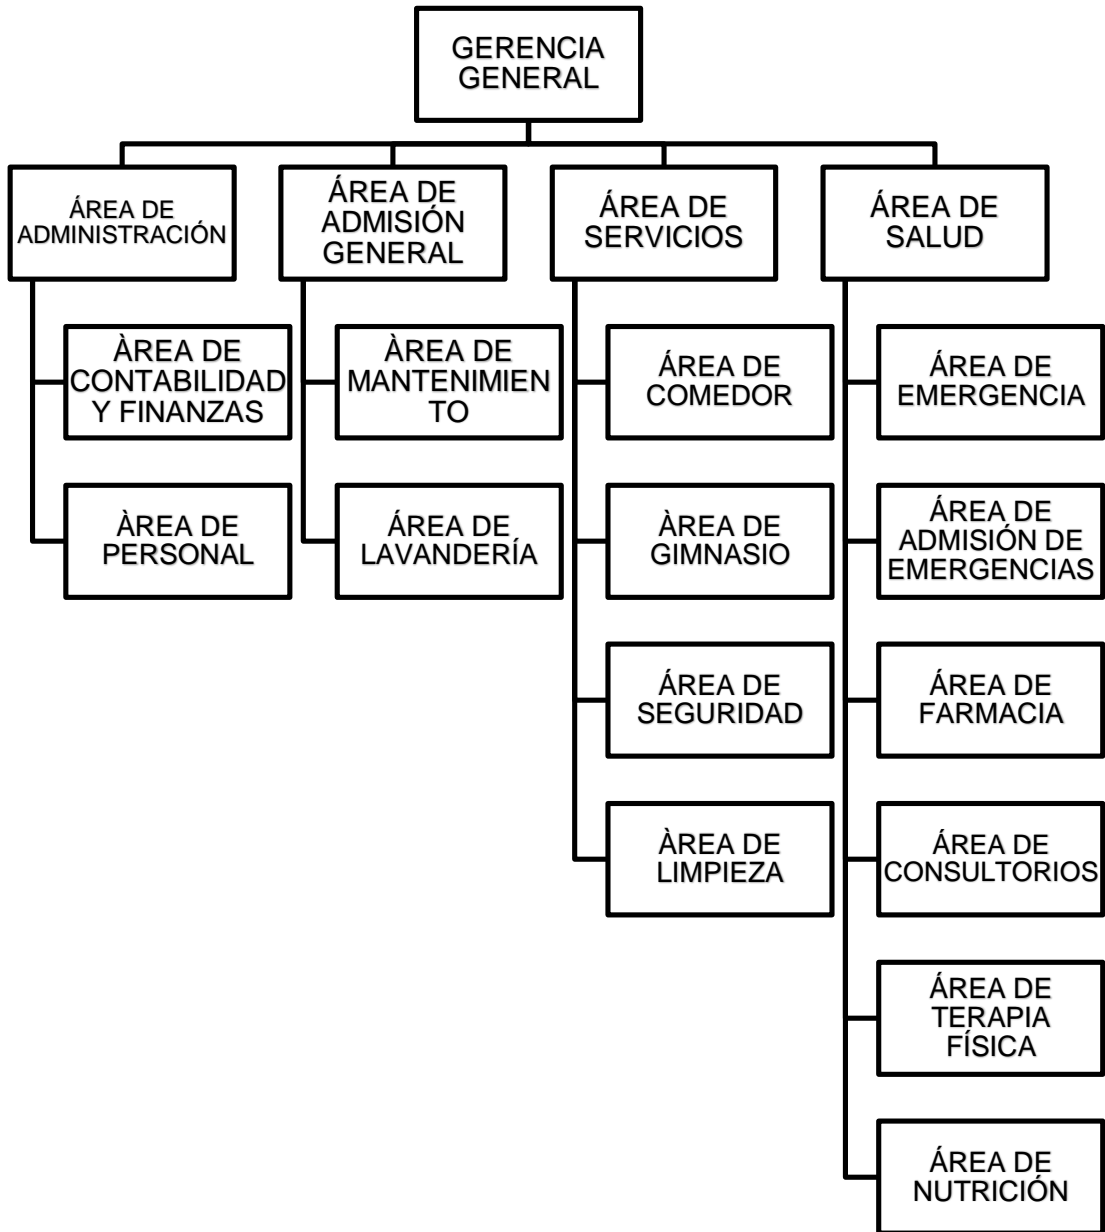 GERENCIA
GENERAL
ÁREA DE
ADMINISTRACIÓN
ÁREA DE
ADMISIÓN
GENERAL
ÁREA DE
SERVICIOS
ÁREA DE
SALUD
ÀREA DE
CONTABILIDAD
Y FINANZAS
ÀREA DE
PERSONAL
ÀREA DE
MANTENIMIEN
TO
ÁREA DE
LAVANDERÍA
ÁREA DE
COMEDOR
ÀREA DE
GIMNASIO
ÁREA DE
SEGURIDAD
ÀREA DE
LIMPIEZA
ÁREA DE
EMERGENCIA
ÁREA DE
ADMISIÓN DE
EMERGENCIAS
ÁREA DE
FARMACIA
ÁREA DE
CONSULTORIOS
ÁREA DE
TERAPIA
FÍSICA
ÁREA DE
NUTRICIÓN